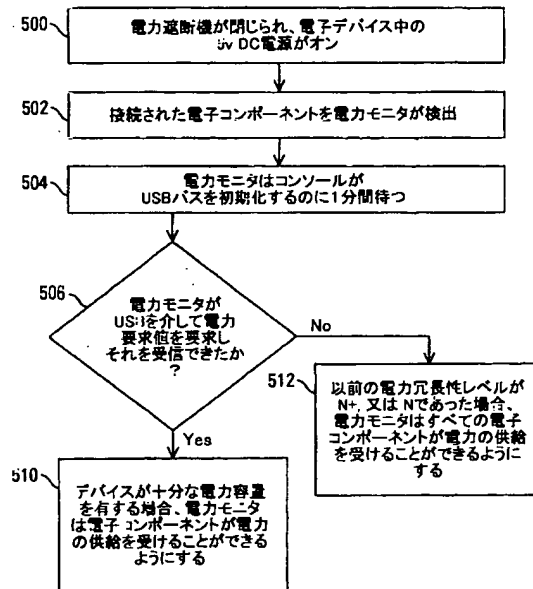 500
電力遮断機が閉じられ、電子デバイス中の
5v DC電源がオン
502
接続された電子コンポーネントを電力モニタが検出
504
電力モニタはコンソールが
USBバスを初期化するのに1分間待つ
506
電力モニタが
USBを介して電力
要求値を要求し
それを受信できたか
?
No
512
以前の電力冗長性レベルが
N+, 又は Nであった場合、
電力モニタはすべての電子
コンポーネントが電力の供給
を受けることができるように
する
Yes
510
デバイスが十分な電力容量
を有する場合、電力モニタ
は電子コンポーネントが電力
の供給を受けることができる
ようにする